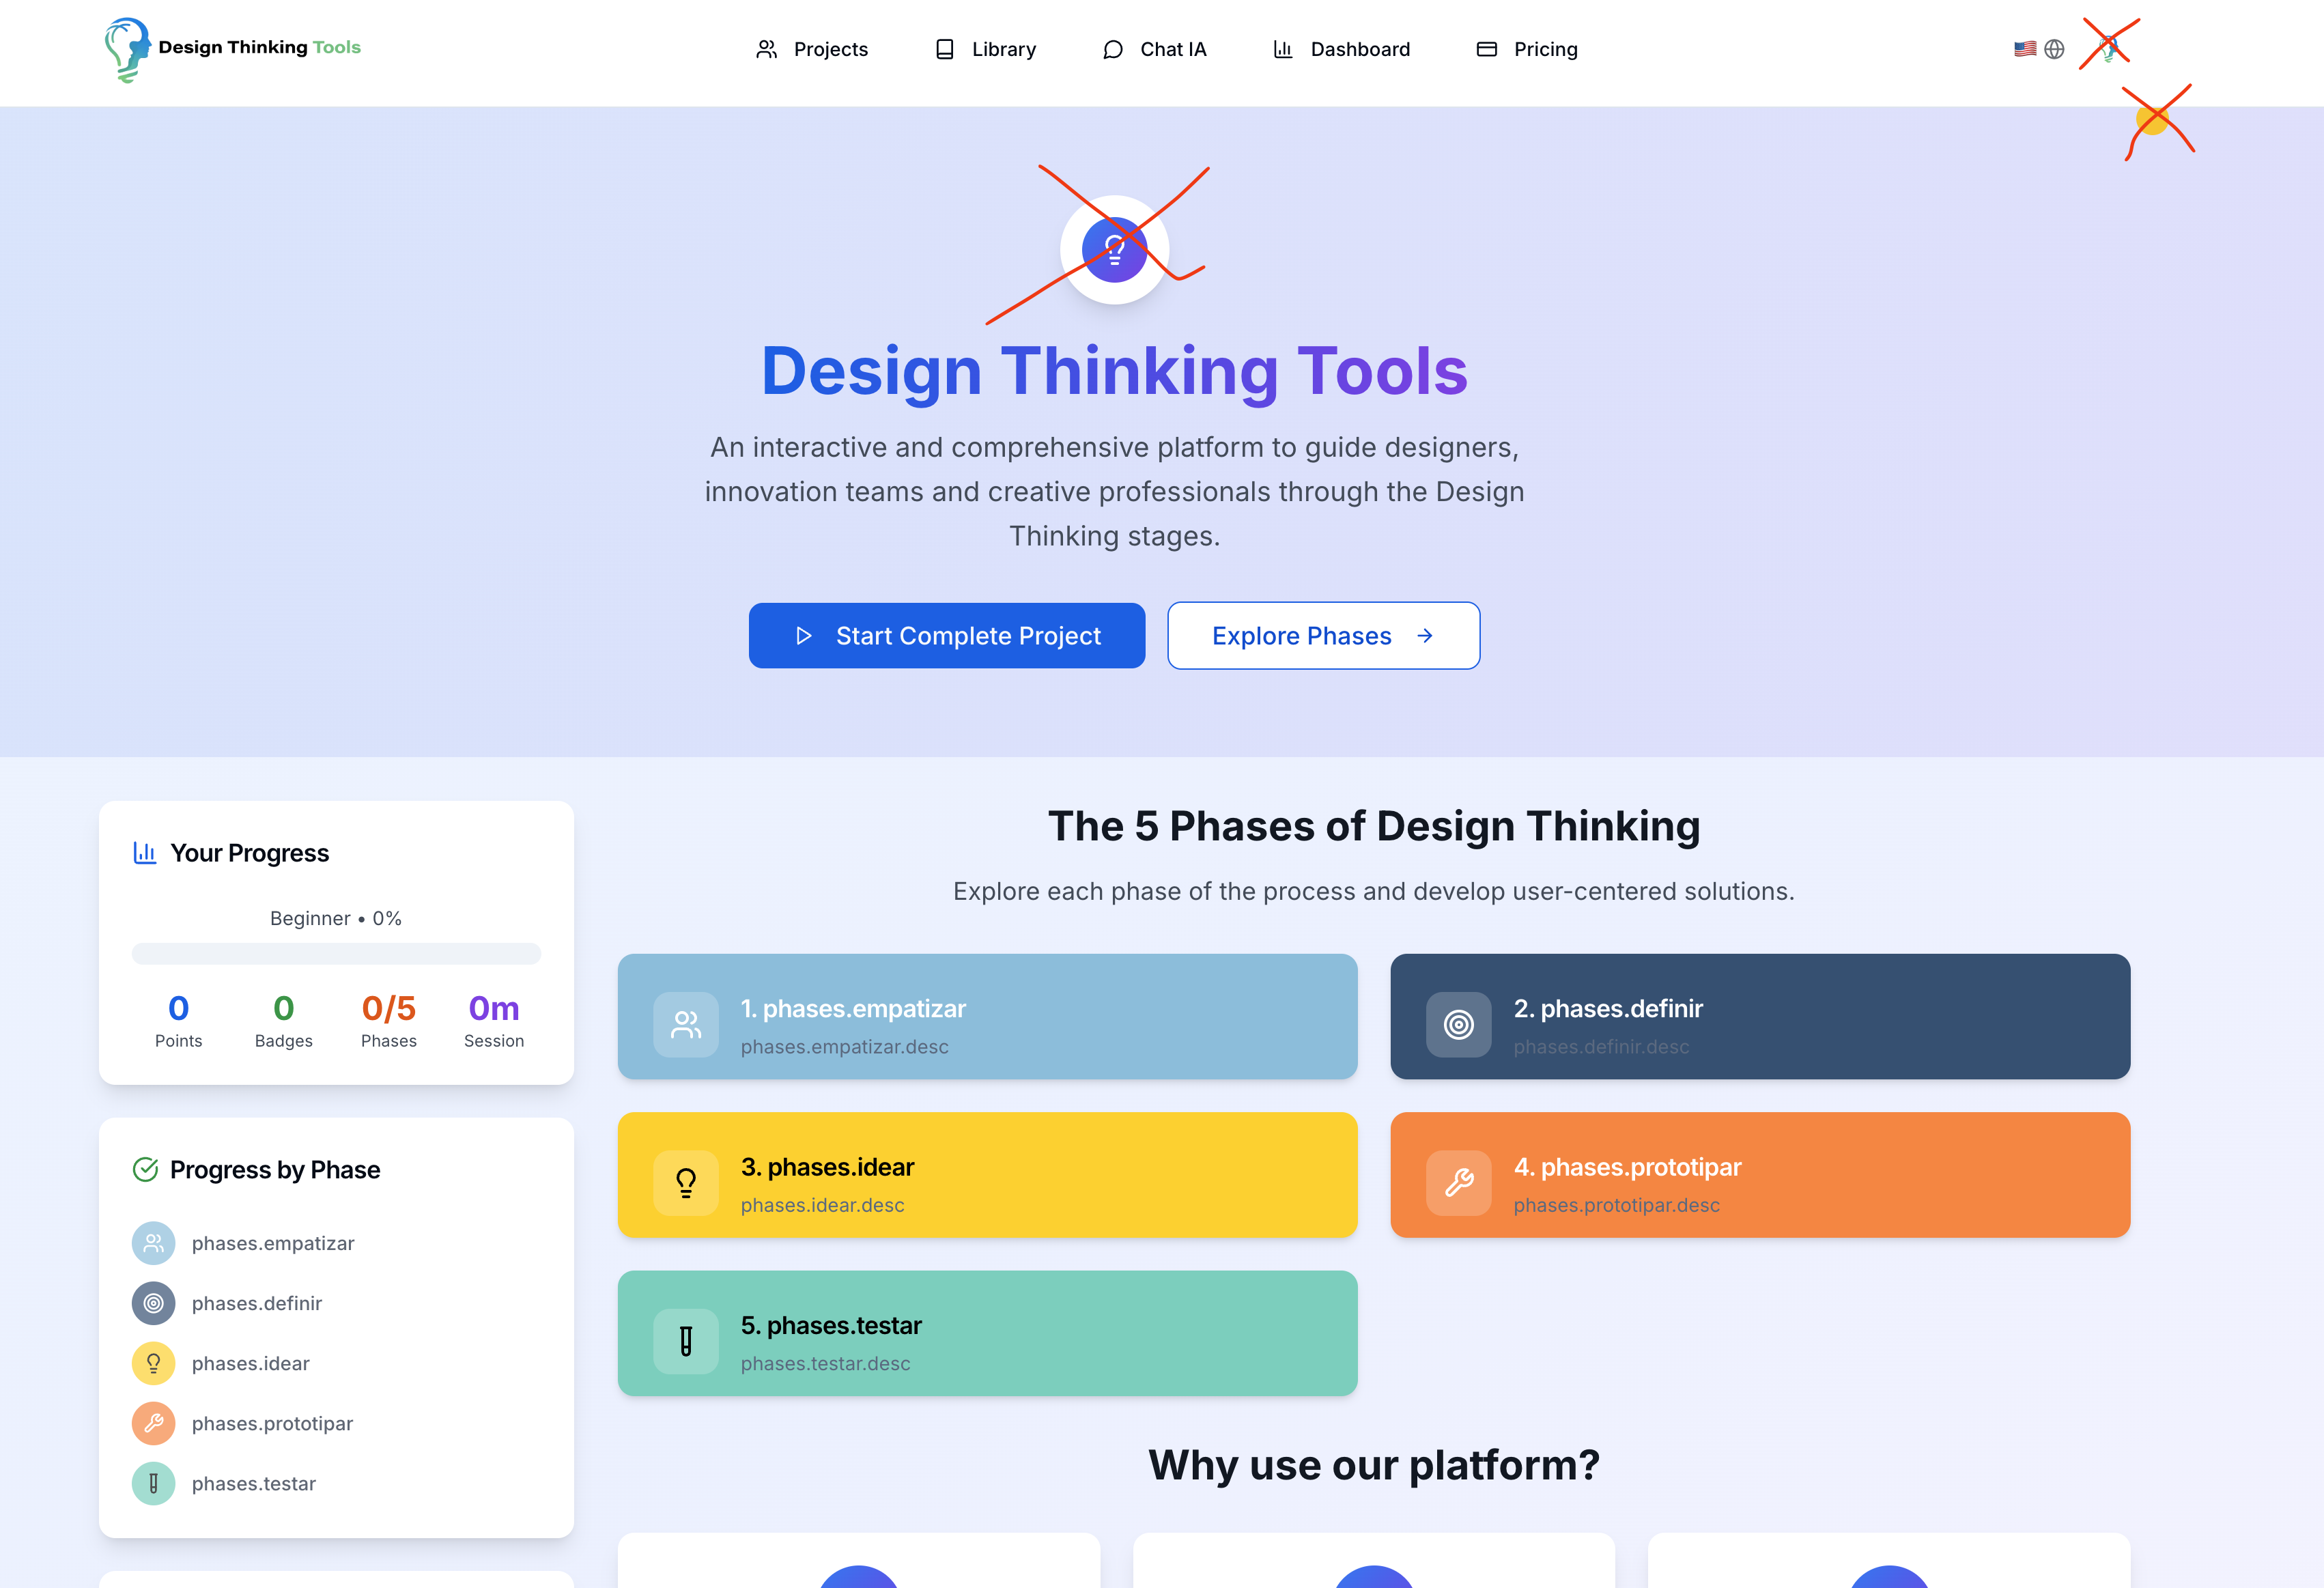 Design Thinking Tools
Projects
Library
Chat IA
Dashboard
Pricing
Design Thinking Tools
An interactive and comprehensive platform to guide designers,
innovation teams and creative professionals through the Design
Thinking stages.
Start Complete Project
Explore Phases
Your Progress
Beginner • 0%
0
Points
0
Badges
0/5
Phases
0m
Session
Progress by Phase
phases.empatizar
phases.definir
phases.idear
phases.prototipar
phases.testar
The 5 Phases of Design Thinking
Explore each phase of the process and develop user-centered solutions.
1. phases.empatizar
phases.empatizar.desc
2. phases.definir
phases.definir.desc
3. phases.idear
phases.idear.desc
4. phases.prototipar
phases.prototipar.desc
5. phases.testar
phases.testar.desc
Why use our platform?